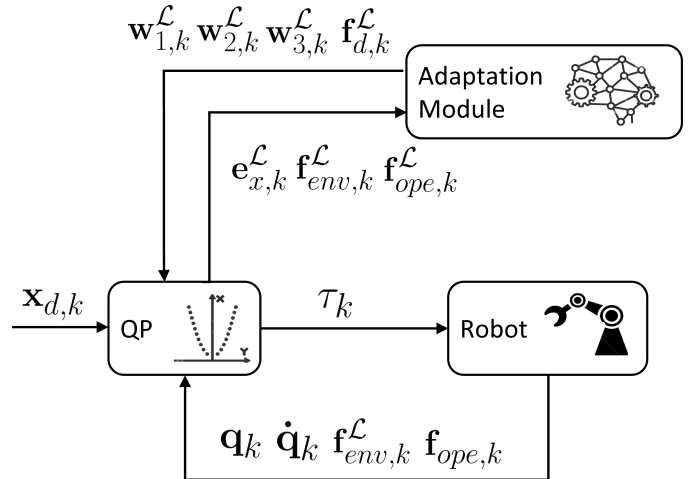 𝐰^ℒ_{1,k} 𝐰^ℒ_{2,k} 𝐰^ℒ_{3,k} 𝐟^ℒ_{d,k}
Adaptation
Module
𝐞^ℒ_{x,k} 𝐟^ℒ_{env,k} 𝐟^ℒ_{ope,k}
𝐱_{d,k}
QP
X
Y
τ_k
Robot
𝐪_k 𝐪̇_k 𝐟^ℒ_{env,k} 𝐟_{ope,k}